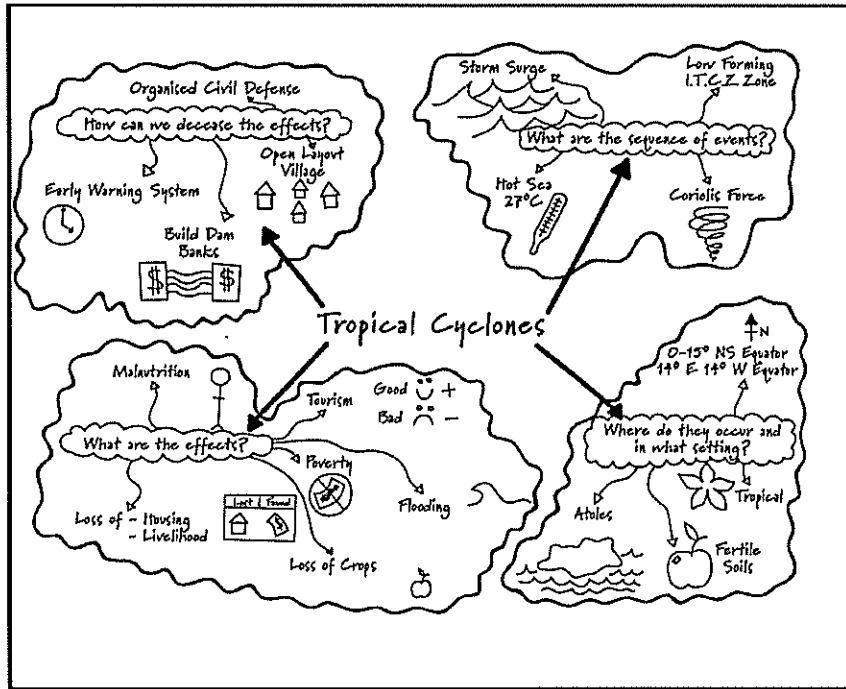 Organised Civil Defense
How can we decease the effects?
Early Warning System
Open Layout
Village
Build Dam
Banks
$ $
Storm Surge
Low Forming
I.T.C.Z Zone
What are the sequence of events?
Hot Sea
27°C
Coriolis Force
Tropical Cyclones
Malnutrition
What are the effects?
Tourism
Good +
Bad -
Poverty
Flooding
Loss of - Housing
- Livelihood
Lost & Found
$
Loss of Crops
N
0-15° NS Equator
14° E 14° W Equator
Where do they occur and
in what setting?
Atoles
Tropical
Fertile
Soils